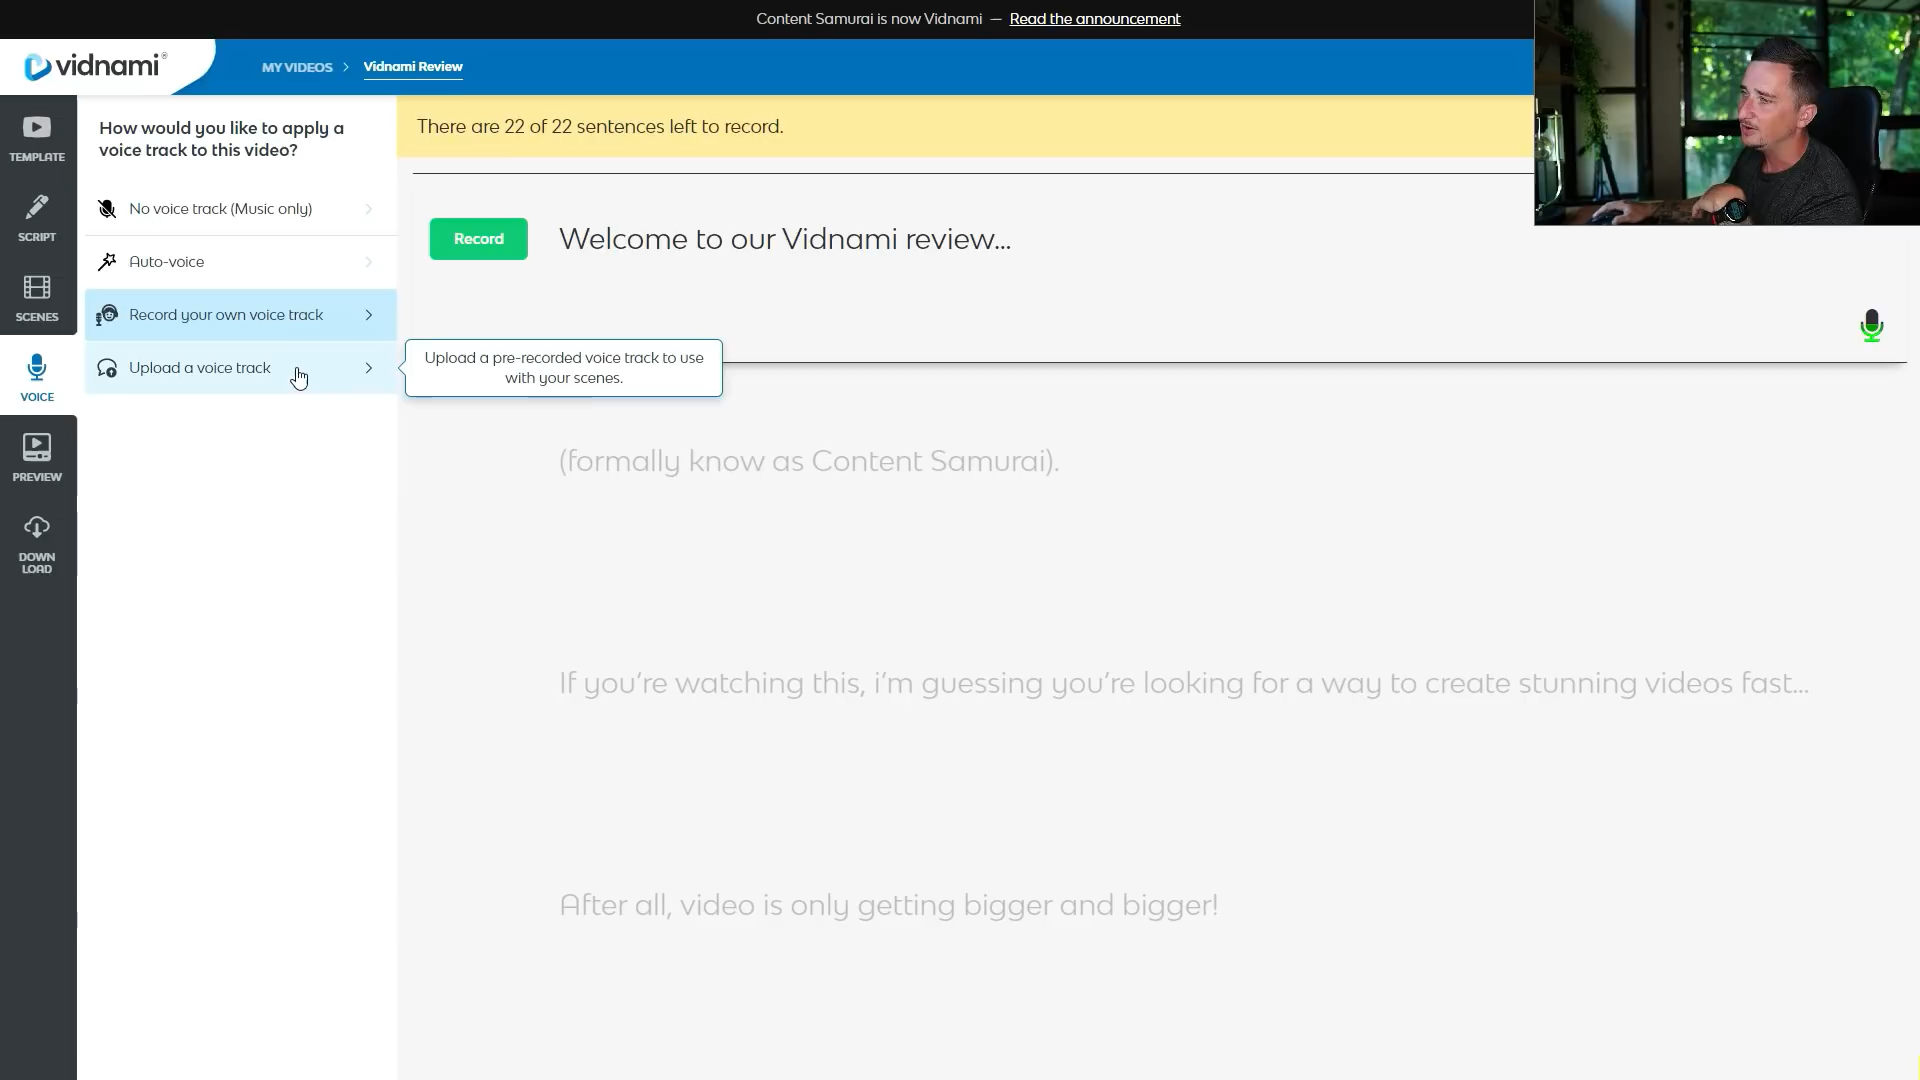 Content Samurai is now Vidnami — Read the announcement
vidnami®
MY VIDEOS > Vidnami Review
TEMPLATE
SCRIPT
SCENES
VOICE
PREVIEW
DOWN
LOAD
How would you like to apply a
voice track to this video?
No voice track (Music only)
Auto-voice
Record your own voice track
Upload a voice track
Upload a pre-recorded voice track to use
with your scenes.
There are 22 of 22 sentences left to record.
Record
Welcome to our Vidnami review...
(formally know as Content Samurai).
If you’re watching this, i’m guessing you’re looking for a way to create stunning videos fast...
After all, video is only getting bigger and bigger!